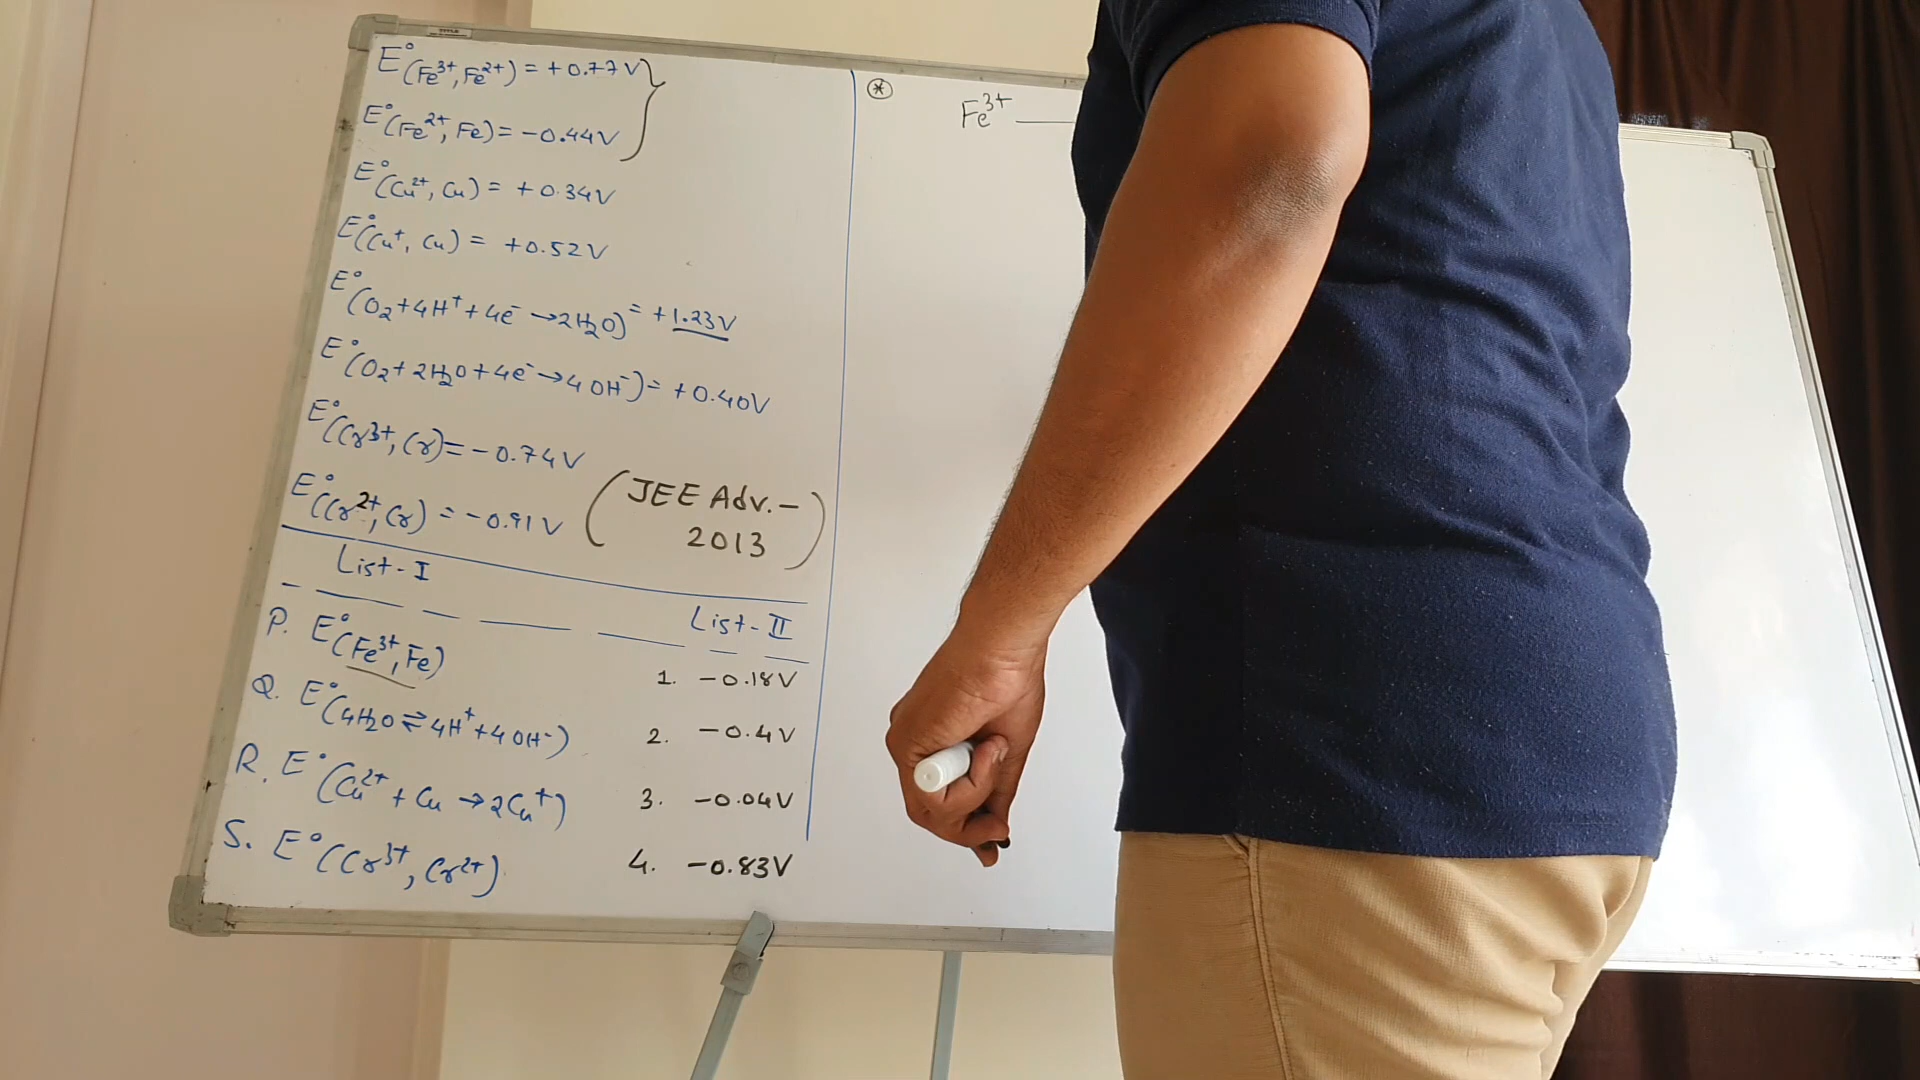 E°(Fe³⁺, Fe²⁺) = +0.77V
E°(Fe²⁺, Fe) = -0.44V
E°(Cu²⁺, Cu) = +0.34V
E°(Cu⁺, Cu) = +0.52V
E°(O₂+4H⁺+4e⁻→2H₂O) = +1.23V
E°(O₂+2H₂O+4e⁻→4OH⁻) = +0.40V
E°(Cr³⁺, Cr) = -0.74V
E°(Cr²⁺, Cr) = -0.91V
(JEE Adv.-
2013)
List-I
List-II
P. E°(Fe³⁺, Fe)
1. -0.18V
Q. E°(4H₂O⇌4H⁺+4OH⁻)
2. -0.4V
R. E°(Cu²⁺+Cu→2Cu⁺)
3. -0.04V
S. E°(Cr³⁺, Cr²⁺)
4. -0.83V
* Fe³⁺